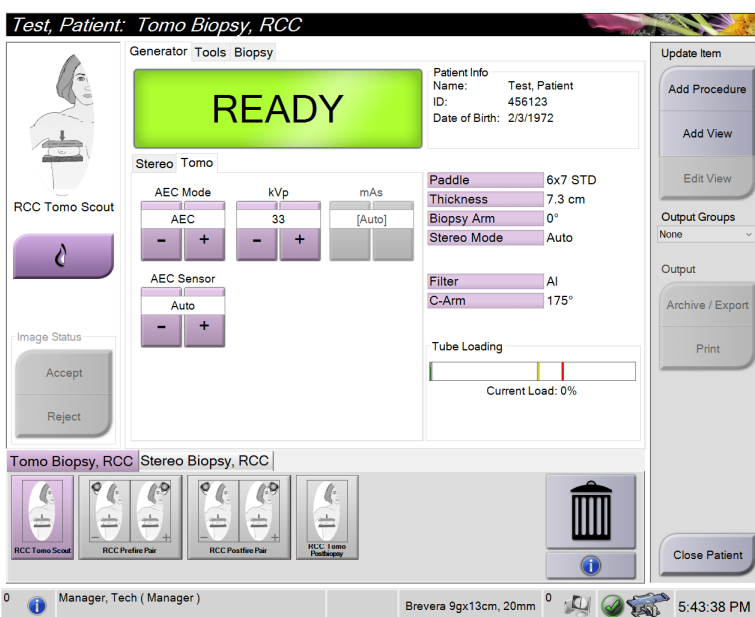 Test, Patient: Tomo Biopsy, RCC
Generator Tools Biopsy
READY
Patient Info
Name: Test, Patient
ID: 456123
Date of Birth: 2/3/1972
Update Item
Add Procedure
Add View
Edit View
Output Groups
None
Output
Archive / Export
Print
Close Patient
RCC Tomo Scout
Image Status
Accept
Reject
Stereo Tomo
AEC Mode kVp mAs
AEC 33 [Auto]
- + - +
AEC Sensor
Auto
- +
Paddle 6x7 STD
Thickness 7.3 cm
Biopsy Arm 0°
Stereo Mode Auto
Filter Al
C-Arm 175°
Tube Loading
Current Load: 0%
Tomo Biopsy, RCC Stereo Biopsy, RCC
- + - +
RCC Tomo Scout RCC Prefire Pair RCC Postfire Pair RCC Tomo
Postbiopsy
0 Manager, Tech ( Manager ) Brevera 9gx13cm, 20mm 0 5:43:38 PM